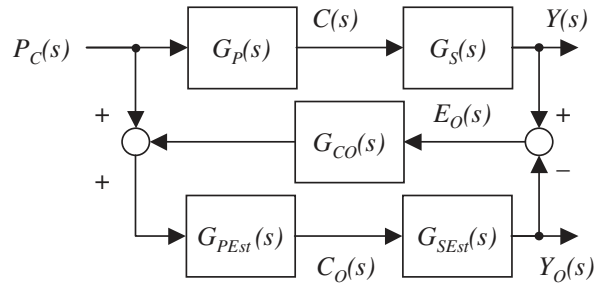 C(s) Y(s)
P_C(s) G_P(s) G_S(s)
+ E_O(s) +
G_CO(s)
+ −
G_PEst(s) G_SEst(s)
C_O(s) Y_O(s)